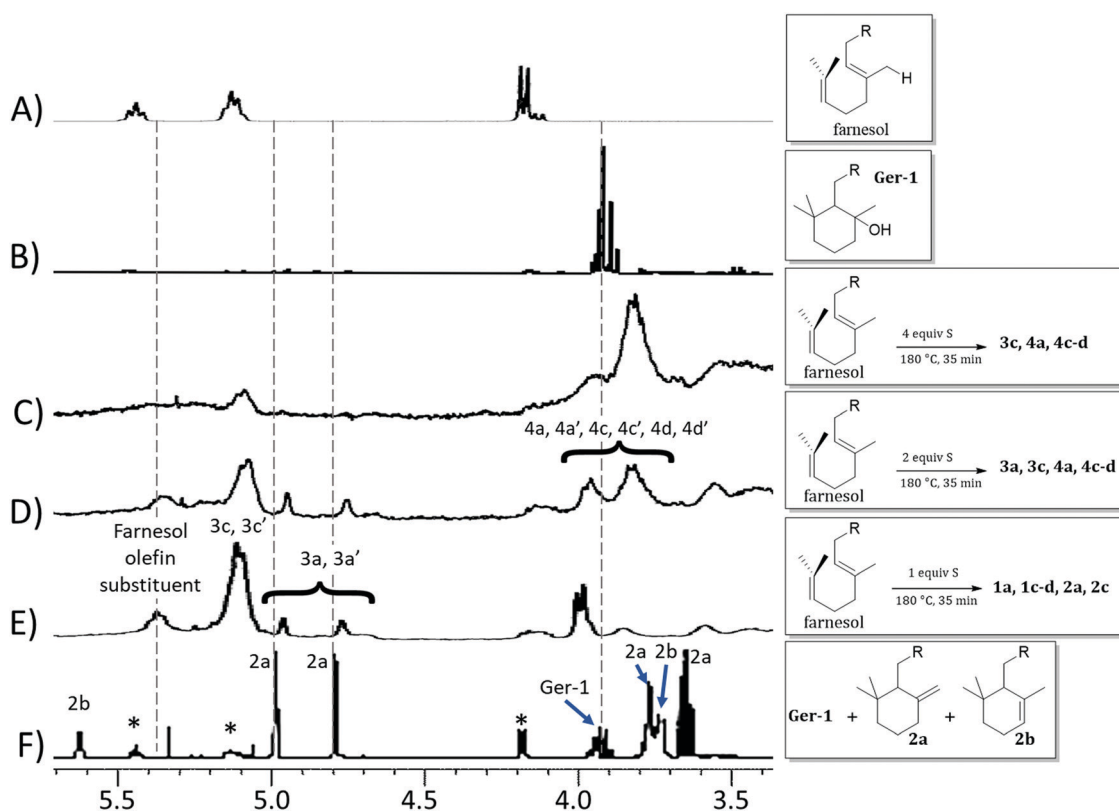 A)
B)
C)
D)
E)
F)
4a, 4a’, 4c, 4c’, 4d, 4d’
Farnesol
olefin
substituent
3c, 3c’
3a, 3a’
2b
*
*
2a
2a
*
Ger-1
2a
2b
2a
5.5
5.0
4.5
4.0
3.5
R
H
farnesol
R
Ger-1
OH
R
farnesol
4 equiv S
180 °C, 35 min
3c, 4a, 4c-d
R
farnesol
2 equiv S
180 °C, 35 min
3a, 3c, 4a, 4c-d
R
farnesol
1 equiv S
180 °C, 35 min
1a, 1c-d, 2a, 2c
Ger-1 +
R
2a
+
R
2b